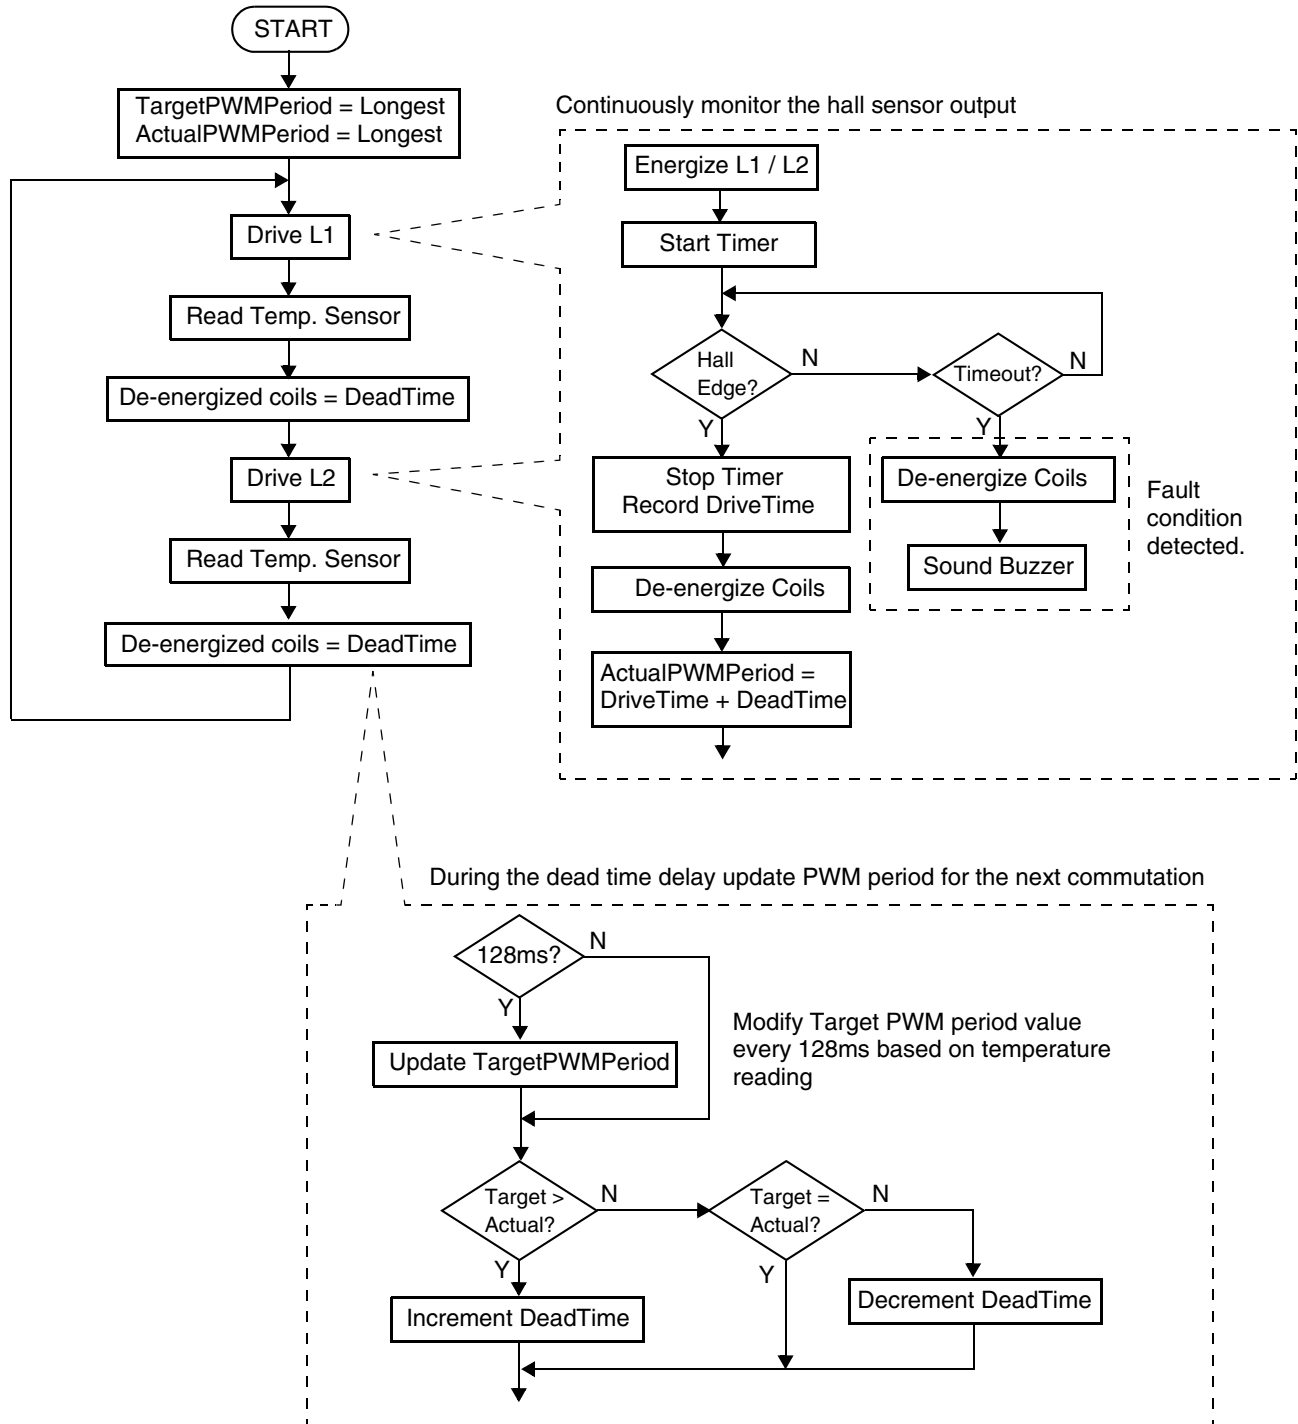 START
TargetPWMPeriod = Longest
ActualPWMPeriod = Longest
Drive L1
Read Temp. Sensor
De-energized coils = DeadTime
Drive L2
Read Temp. Sensor
De-energized coils = DeadTime
Continuously monitor the hall sensor output
Energize L1 / L2
Start Timer
Hall
Edge?
N
Timeout?
N
Y
Y
Stop Timer
Record DriveTime
De-energize Coils
ActualPWMPeriod =
DriveTime + DeadTime
De-energize Coils
Sound Buzzer
Fault
condition
detected.
During the dead time delay update PWM period for the next commutation
128ms?
N
Y
Update TargetPWMPeriod
Modify Target PWM period value
every 128ms based on temperature
reading
Target >
Actual?
N
Target =
Actual?
N
Y
Y
Increment DeadTime
Decrement DeadTime